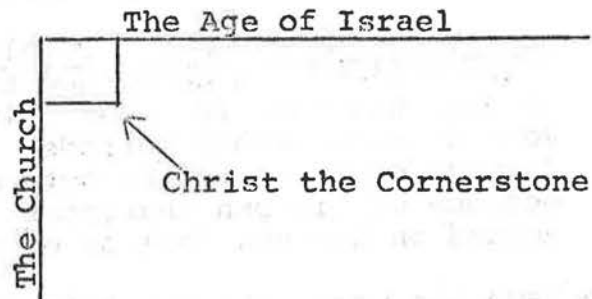 The Age of Israel
The Church
Christ the Cornerstone